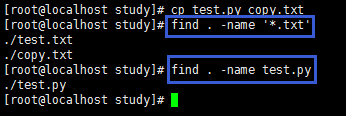 [root@localhost study]# cp test.py copy.txt
[root@localhost study]# find . -name '*.txt'
./test.txt
./copy.txt
[root@localhost study]# find . -name test.py
./test.py
[root@localhost study]#